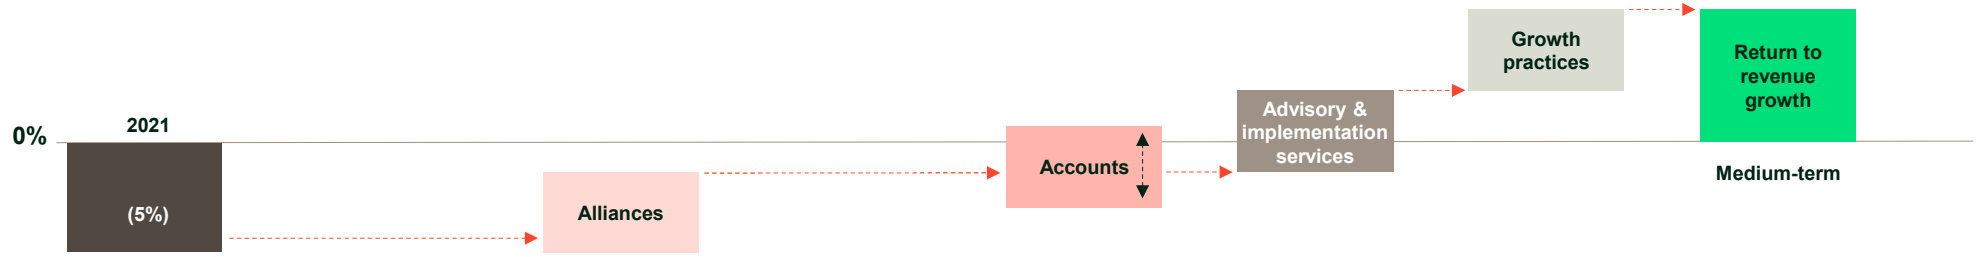 0%
2021
(5%)
Alliances
Accounts
Advisory &
implementation
services
Growth
practices
Return to
revenue
growth
Medium-term